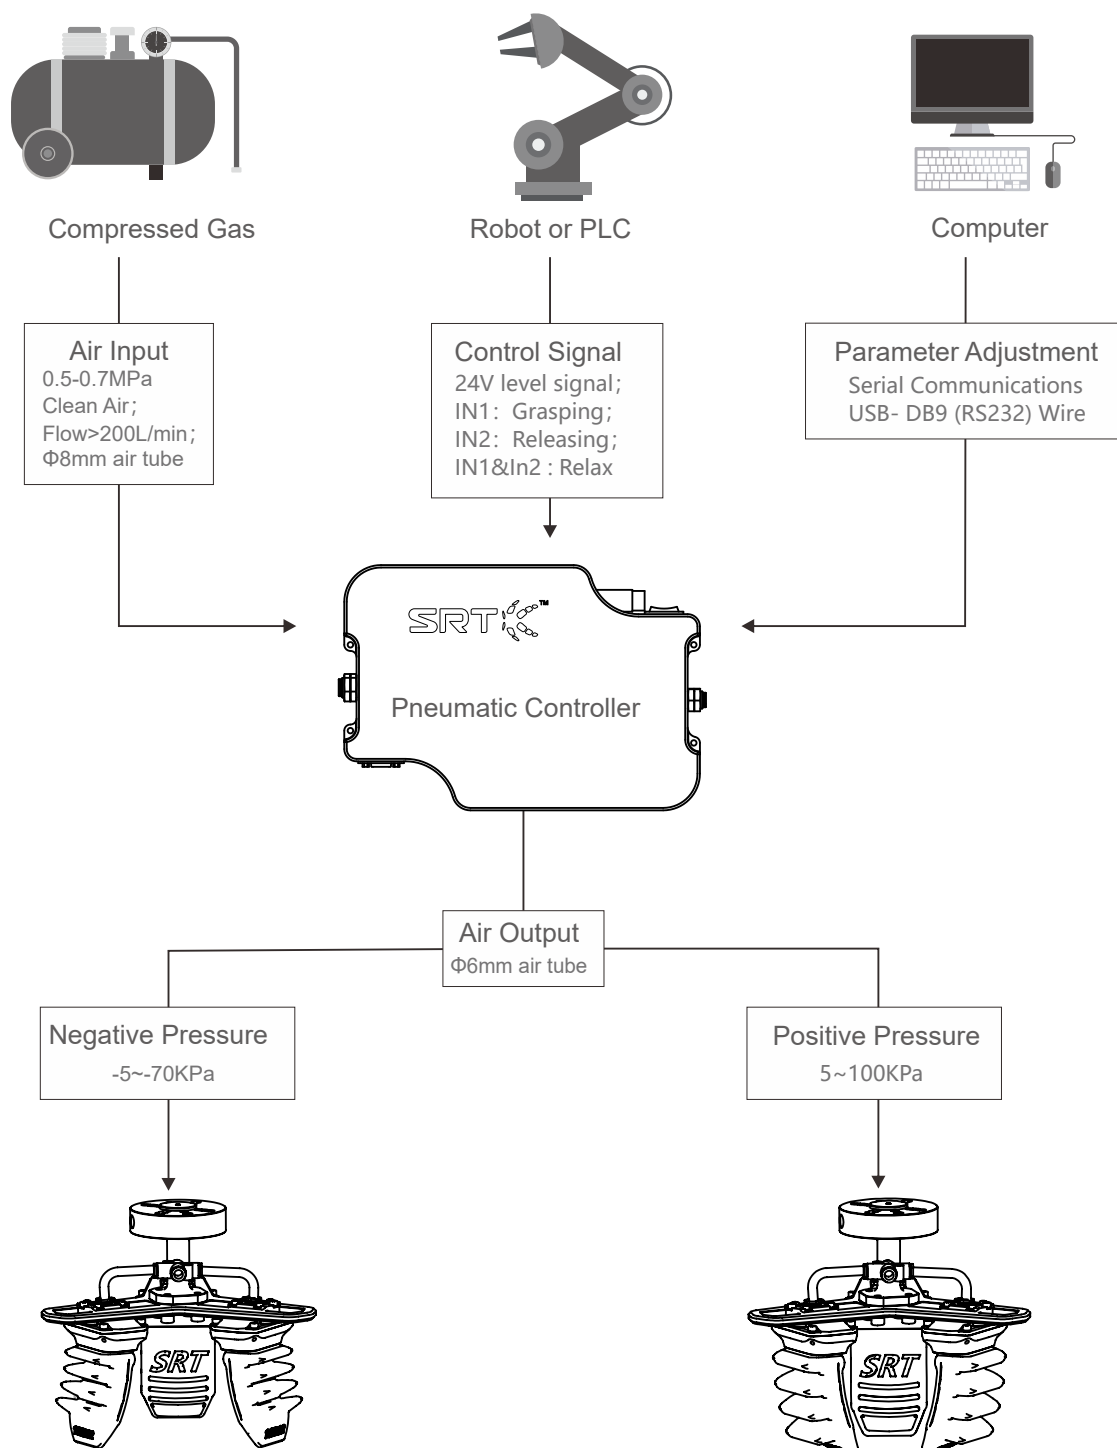 Compressed Gas
Robot or PLC
Computer
Air Input
0.5-0.7MPa
Clean Air;
Flow>200L/min;
Φ8mm air tube
Control Signal
24V level signal;
IN1: Grasping;
IN2: Releasing;
IN1&In2 : Relax
Parameter Adjustment
Serial Communications
USB- DB9 (RS232) Wire
SRT™
Pneumatic Controller
Air Output
Φ6mm air tube
Negative Pressure
-5~-70KPa
Positive Pressure
5~100KPa
SRT
SRT